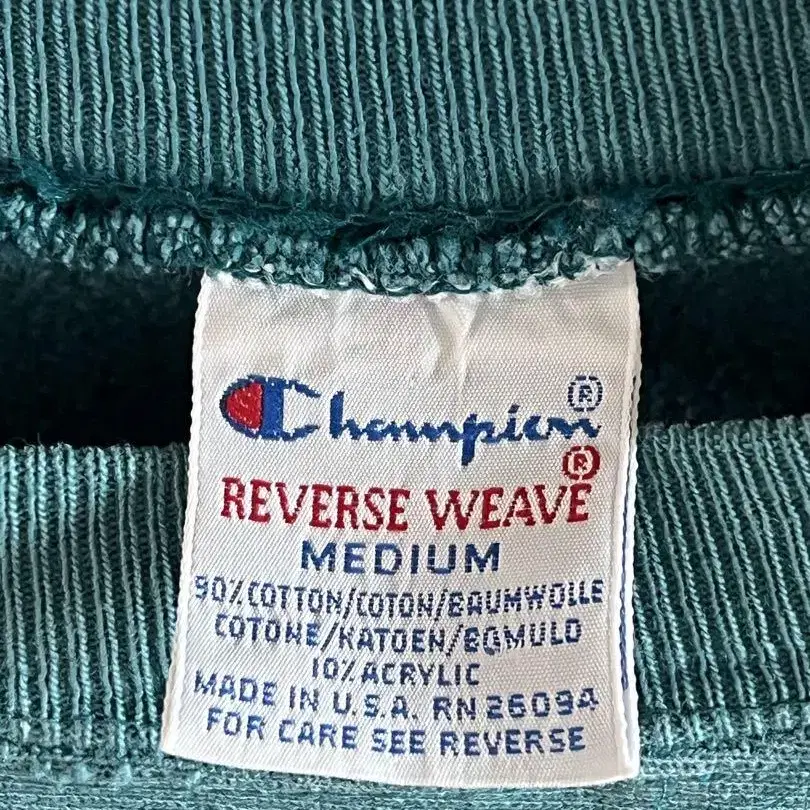 Champion®
REVERSE WEAVE®
MEDIUM
90% COTTON/COTON/BAUMWOLLE
COTONE/KATOEN/BOMULD
10% ACRYLIC
MADE IN U.S.A. RN 26094
FOR CARE SEE REVERSE